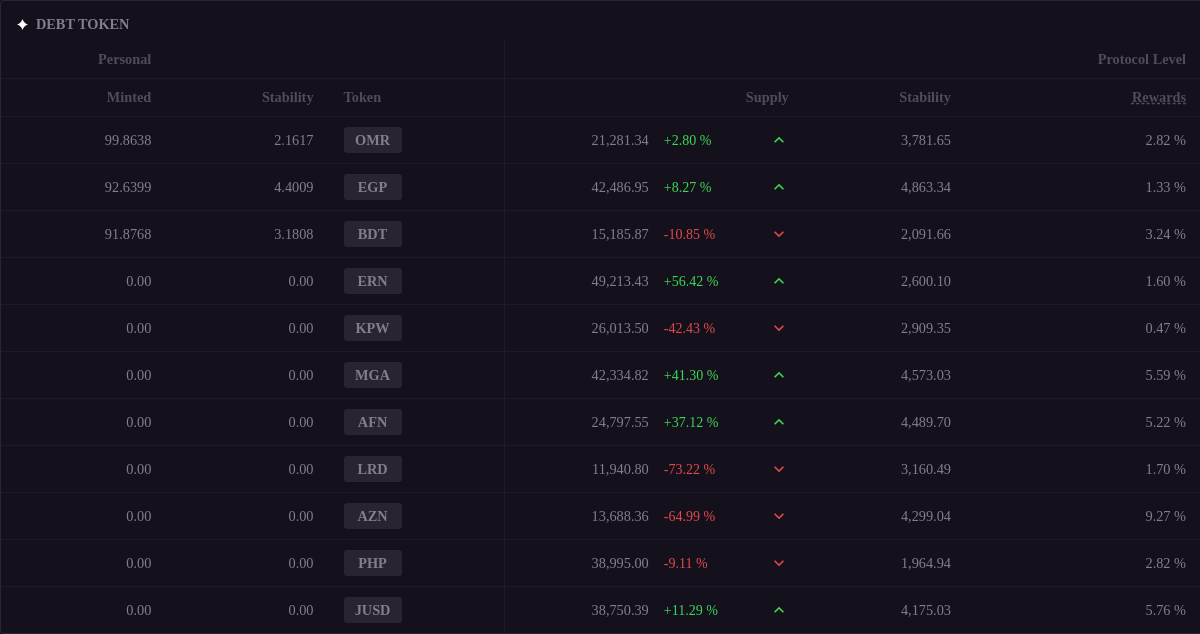 DEBT TOKEN
Personal Protocol Level
Minted Stability Token Supply Stability Rewards
99.8638 2.1617 OMR 21,281.34 +2.80 % 3,781.65 2.82 %
92.6399 4.4009 EGP 42,486.95 +8.27 % 4,863.34 1.33 %
91.8768 3.1808 BDT 15,185.87 -10.85 % 2,091.66 3.24 %
0.00 0.00 ERN 49,213.43 +56.42 % 2,600.10 1.60 %
0.00 0.00 KPW 26,013.50 -42.43 % 2,909.35 0.47 %
0.00 0.00 MGA 42,334.82 +41.30 % 4,573.03 5.59 %
0.00 0.00 AFN 24,797.55 +37.12 % 4,489.70 5.22 %
0.00 0.00 LRD 11,940.80 -73.22 % 3,160.49 1.70 %
0.00 0.00 AZN 13,688.36 -64.99 % 4,299.04 9.27 %
0.00 0.00 PHP 38,995.00 -9.11 % 1,964.94 2.82 %
0.00 0.00 JUSD 38,750.39 +11.29 % 4,175.03 5.76 %